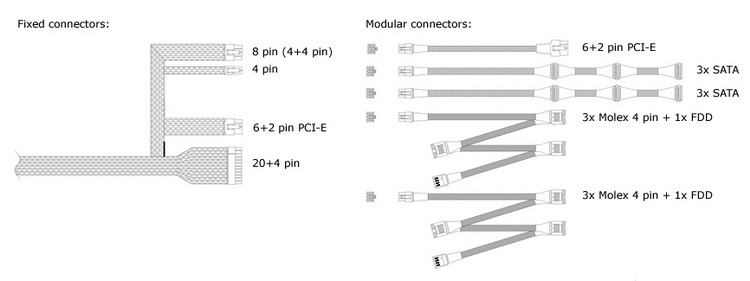 Fixed connectors:
8 pin (4+4 pin)
4 pin
6+2 pin PCI-E
20+4 pin
Modular connectors:
6+2 pin PCI-E
3x SATA
3x SATA
3x Molex 4 pin + 1x FDD
3x Molex 4 pin + 1x FDD